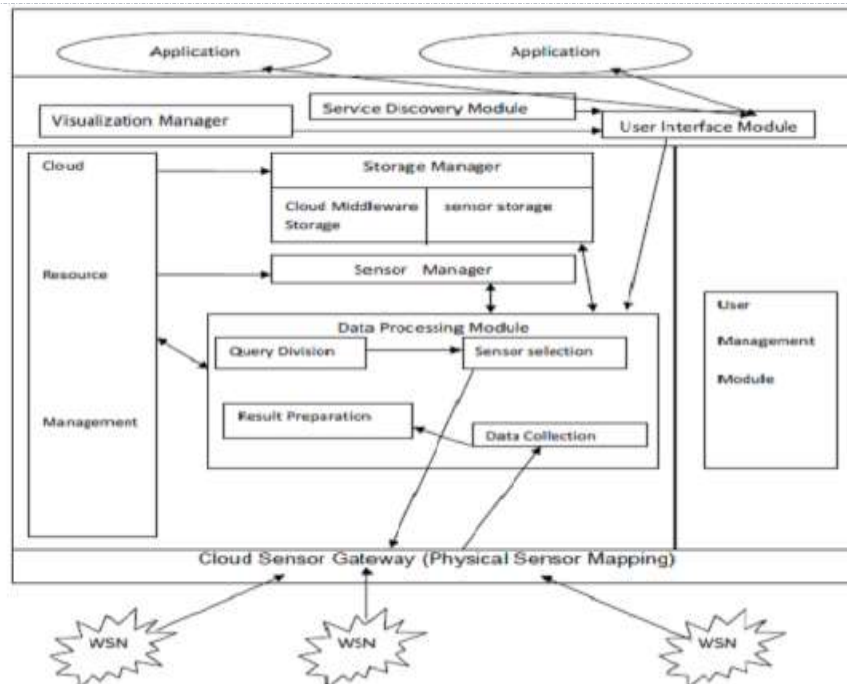 Application
Application
Service Discovery Module
Visualization Manager
User Interface Module
Cloud
Resource
Management
Storage Manager
Cloud Middleware
Storage
sensor storage
Sensor Manager
Data Processing Module
Query Division
Sensor selection
Result Preparation
Data Collection
User
Management
Module
Cloud Sensor Gateway (Physical Sensor Mapping)
WSN
WSN
WSN